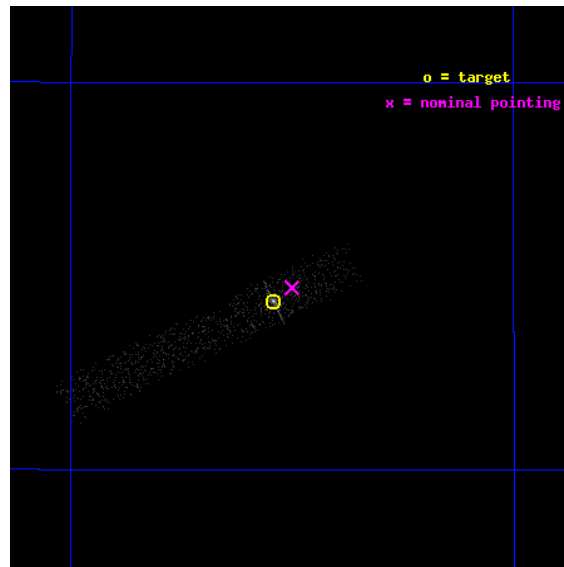 o = target
x = nominal pointing